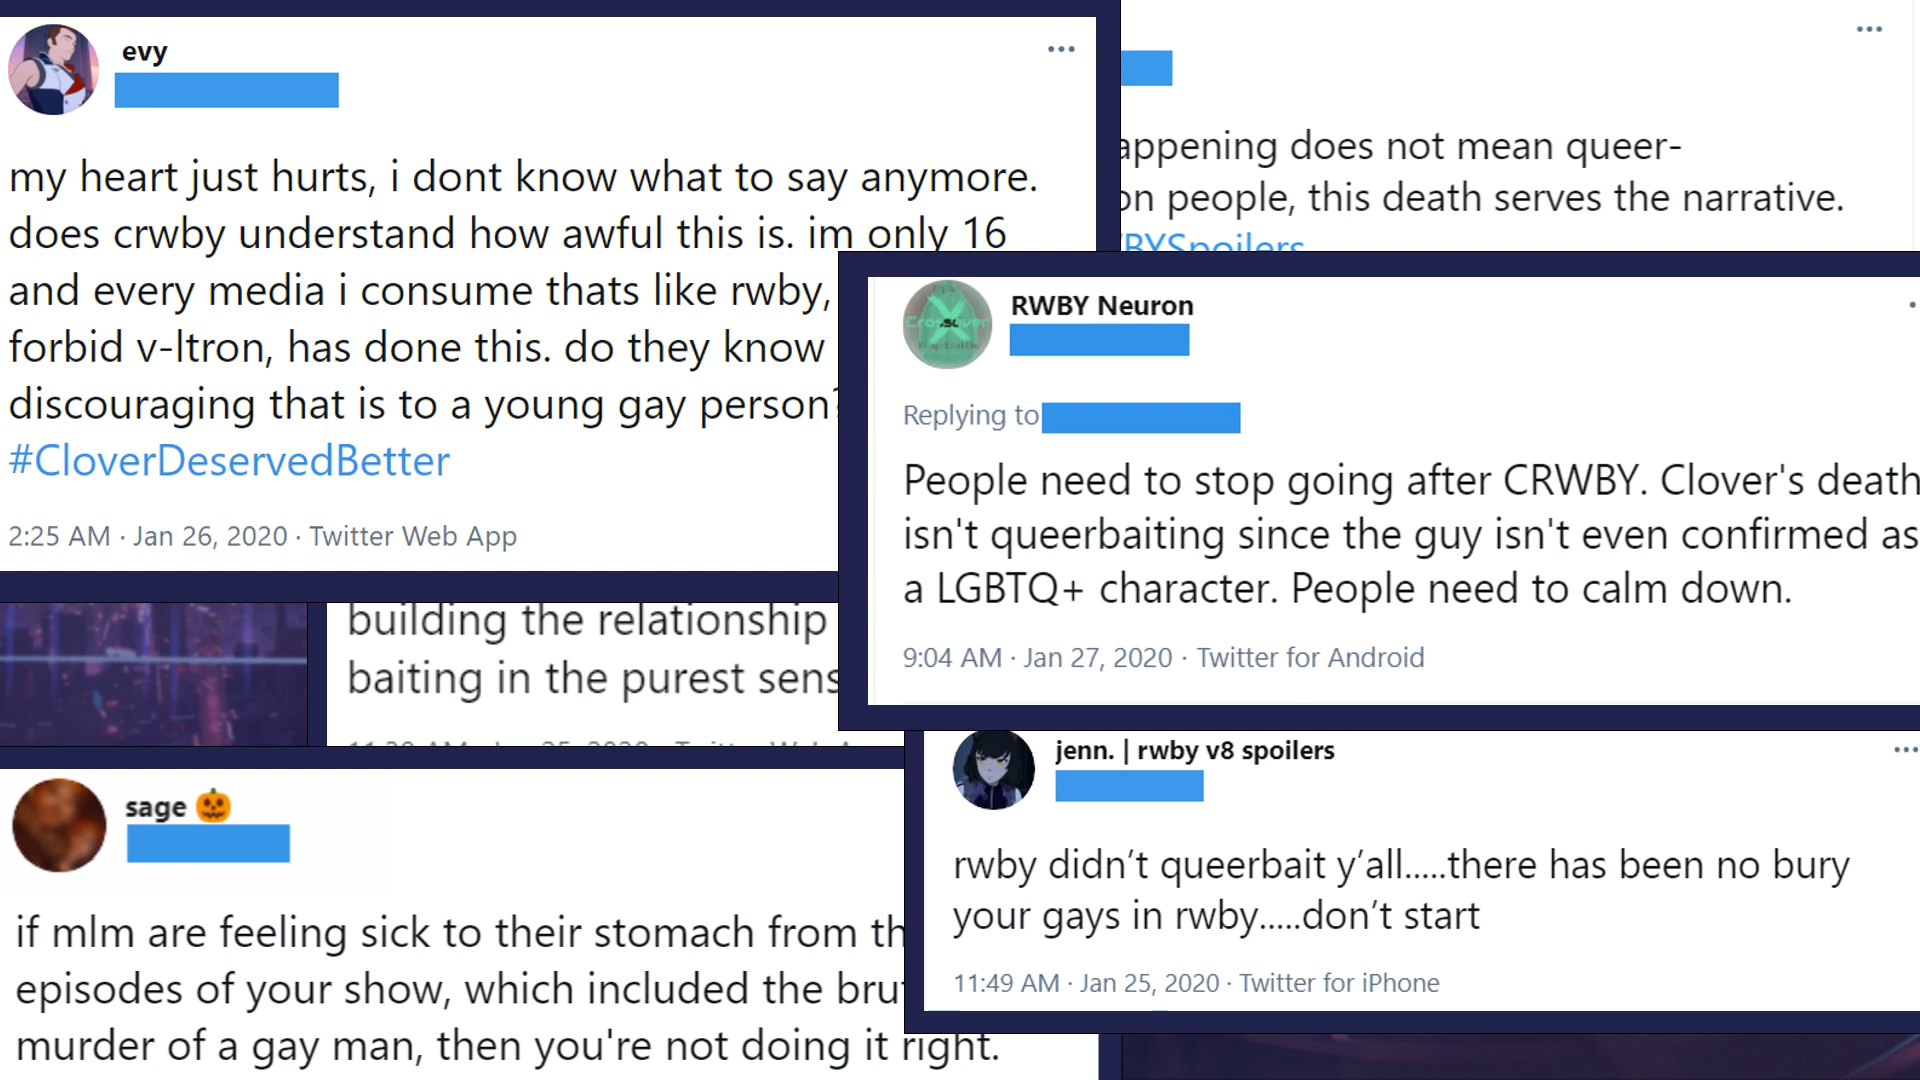 evy
my heart just hurts, i dont know what to say anymore.
does crwby understand how awful this is. im only 16
and every media i consume thats like rwby,
forbid v-ltron, has done this. do they know
discouraging that is to a young gay person?
#CloverDeservedBetter
2:25 AM · Jan 26, 2020 · Twitter Web App
appening does not mean queer-
on people, this death serves the narrative.
BYSpoilers
RWBY Neuron
Crossover
Replying to
People need to stop going after CRWBY. Clover's death
isn't queerbaiting since the guy isn't even confirmed as
a LGBTQ+ character. People need to calm down.
9:04 AM · Jan 27, 2020 · Twitter for Android
building the relationship
baiting in the purest sens
jenn. | rwby v8 spoilers
rwby didn’t queerbait y’all.....there has been no bury
your gays in rwby.....don’t start
11:49 AM · Jan 25, 2020 · Twitter for iPhone
sage 🎃
if mlm are feeling sick to their stomach from th
episodes of your show, which included the bru
murder of a gay man, then you're not doing it right.